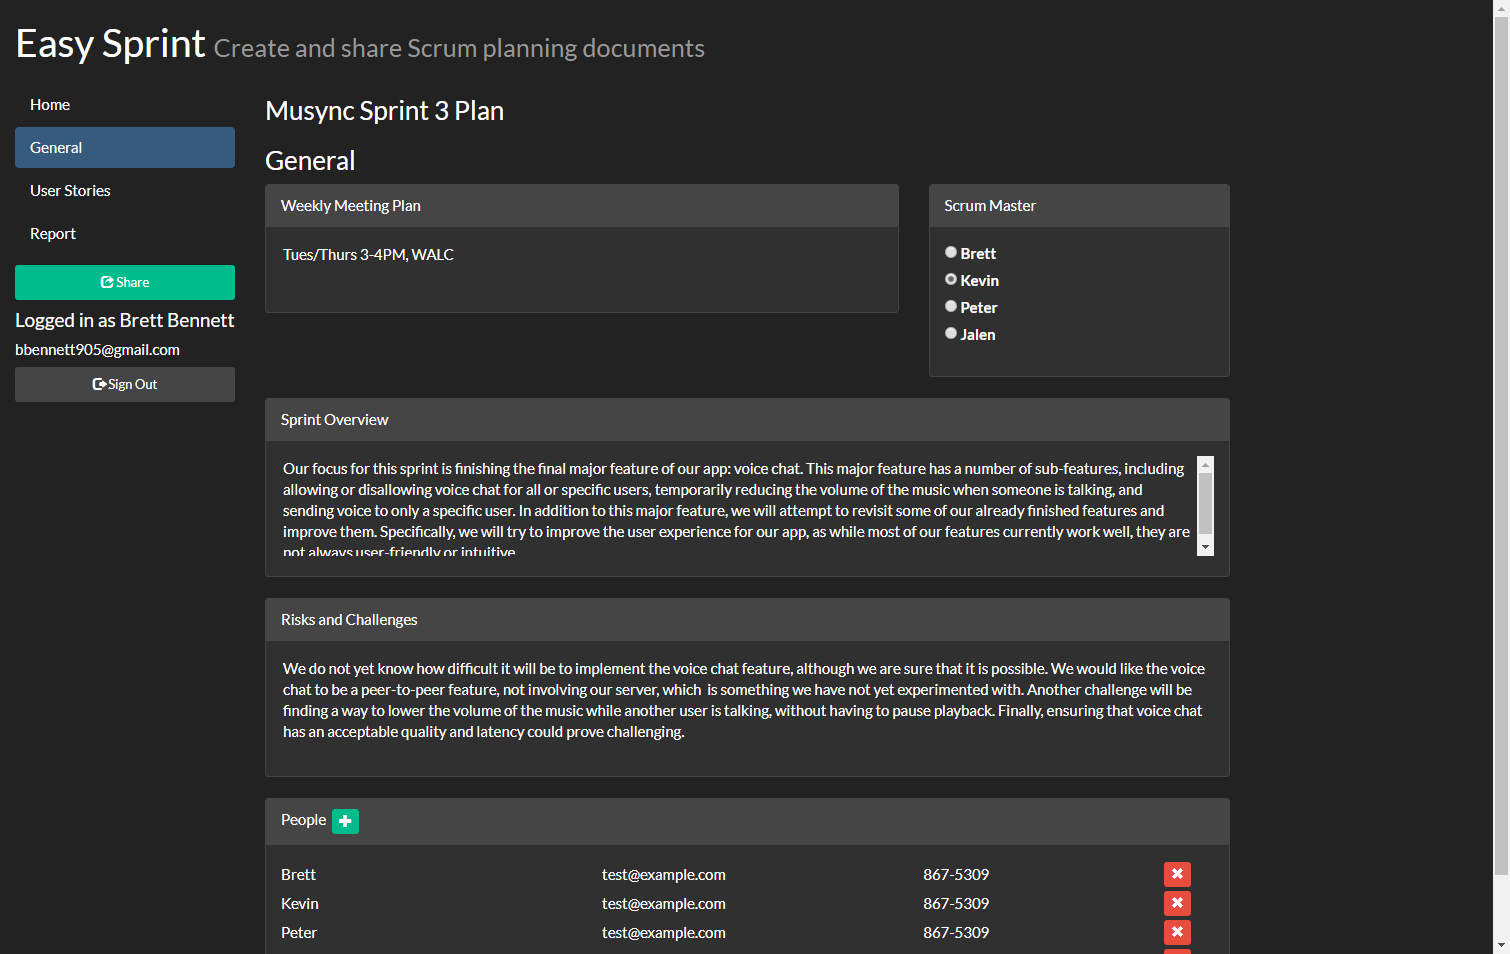 Easy Sprint Create and share Scrum planning documents
Home
General
User Stories
Report
Share
Logged in as Brett Bennett
bbennett905@gmail.com
Sign Out
Musync Sprint 3 Plan
General
Weekly Meeting Plan
Tues/Thurs 3-4PM, WALC
Scrum Master
Brett
Kevin
Peter
Jalen
Sprint Overview
Our focus for this sprint is finishing the final major feature of our app: voice chat. This major feature has a number of sub-features, including
allowing or disallowing voice chat for all or specific users, temporarily reducing the volume of the music when someone is talking, and
sending voice to only a specific user. In addition to this major feature, we will attempt to revisit some of our already finished features and
improve them. Specifically, we will try to improve the user experience for our app, as while most of our features currently work well, they are
not always user-friendly or intuitive.
Risks and Challenges
We do not yet know how difficult it will be to implement the voice chat feature, although we are sure that it is possible. We would like the voice
chat to be a peer-to-peer feature, not involving our server, which  is something we have not yet experimented with. Another challenge will be
finding a way to lower the volume of the music while another user is talking, without having to pause playback. Finally, ensuring that voice chat
has an acceptable quality and latency could prove challenging.
People
Brett test@example.com 867-5309
Kevin test@example.com 867-5309
Peter test@example.com 867-5309